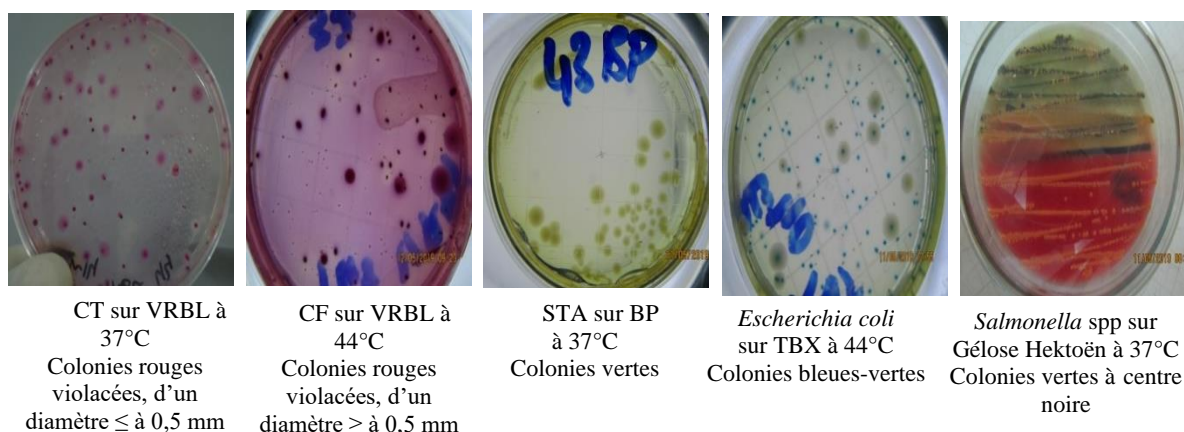 43 BP
CT sur VRBL à
37°C
Colonies rouges
violacées, d'un
diamètre ≤ à 0,5 mm
CF sur VRBL à
44°C
Colonies rouges
violacées, d'un
diamètre > à 0,5 mm
STA sur BP
à 37°C
Colonies vertes
Escherichia coli
sur TBX à 44°C
Colonies bleues-vertes
Salmonella spp sur
Gélose Hektoën à 37°C
Colonies vertes à centre
noire